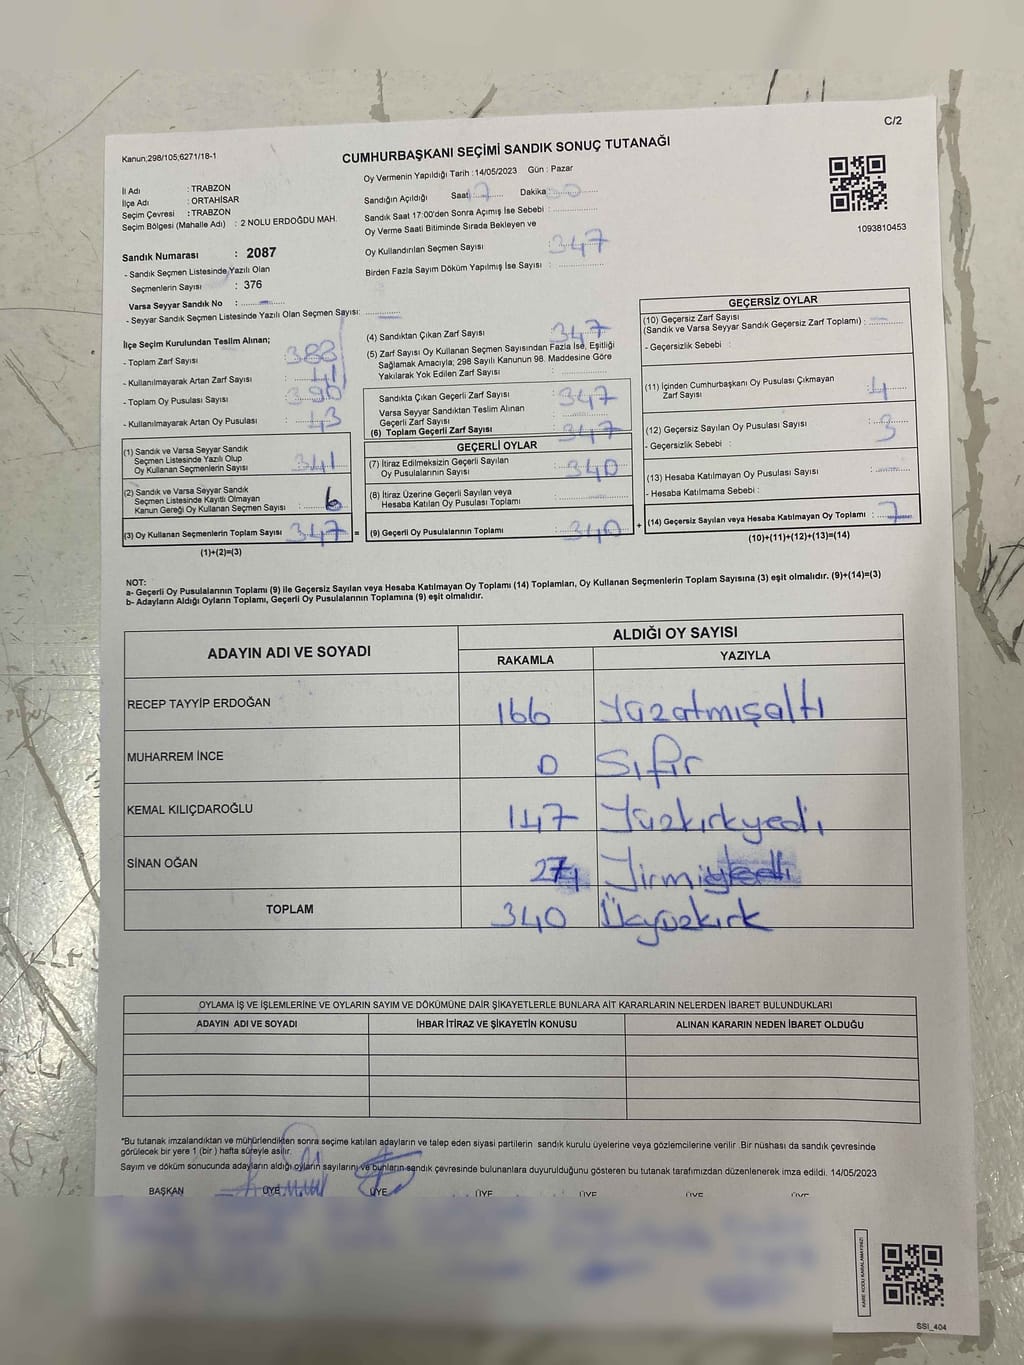 C/2
Kanun;298/105;6271/18-1
CUMHURBAŞKANI SEÇİMİ SANDIK SONUÇ TUTANAĞI
Oy Vermenin Yapıldığı Tarih :14/05/2023 Gün : Pazar
İl Adı : TRABZON
İlçe Adı : ORTAHİSAR
Seçim Çevresi : TRABZON
Seçim Bölgesi (Mahalle Adı) : 2 NOLU ERDOĞDU MAH.
Sandığın Açıldığı Saat Dakika
Sandık Saat 17:00'den Sonra Açımış İse Sebebi :
Oy Verme Saati Bitiminde Sırada Bekleyen ve
Oy Kullandırılan Seçmen Sayısı : 347
Birden Fazla Sayım Döküm Yapılmış İse Sayısı :
1093810453
Sandık Numarası : 2087
- Sandık Seçmen Listesinde Yazılı Olan
Seçmenlerin Sayısı : 376
Varsa Seyyar Sandık No : -
- Seyyar Sandık Seçmen Listesinde Yazılı Olan Seçmen Sayısı: -
İlçe Seçim Kurulundan Teslim Alınan;
- Toplam Zarf Sayısı : 388
- Kullanılmayarak Artan Zarf Sayısı : 41
- Toplam Oy Pusulası Sayısı : 390
- Kullanılmayarak Artan Oy Pusulası : 43
(1) Sandık ve Varsa Seyyar Sandık
Seçmen Listesinde Yazılı Olup
Oy Kullanan Seçmenlerin Sayısı : 341
(2) Sandık ve Varsa Seyyar Sandık
Seçmen Listesinde Kayıtlı Olmayan
Kanun Gereği Oy Kullanan Seçmen Sayısı : 6
(3) Oy Kullanan Seçmenlerin Toplam Sayısı : 347 =
(1)+(2)=(3)
(4) Sandıktan Çıkan Zarf Sayısı : 347
(5) Zarf Sayısı Oy Kullanan Seçmen Sayısından Fazla İse, Eşitliği
Sağlamak Amacıyla; 298 Sayılı Kanunun 98. Maddesine Göre
Yakılarak Yok Edilen Zarf Sayısı :
Sandıkta Çıkan Geçerli Zarf Sayısı : 347
Varsa Seyyar Sandıktan Teslim Alınan
Geçerli Zarf Sayısı :
(6) Toplam Geçerli Zarf Sayısı : 347
GEÇERLİ OYLAR
(7) İtiraz Edilmeksizin Geçerli Sayılan
Oy Pusulalarının Sayısı : 340
(8) İtiraz Üzerine Geçerli Sayılan veya
Hesaba Katılan Oy Pusulası Toplamı :
(9) Geçerli Oy Pusulalarının Toplamı : 340 +
GEÇERSİZ OYLAR
(10) Geçersiz Zarf Sayısı
(Sandık ve Varsa Seyyar Sandık Geçersiz Zarf Toplamı) : -
- Geçersizlik Sebebi :
(11) İçinden Cumhurbaşkanı Oy Pusulası Çıkmayan
Zarf Sayısı : 4
(12) Geçersiz Sayılan Oy Pusulası Sayısı : 3
- Geçersizlik Sebebi :
(13) Hesaba Katılmayan Oy Pusulası Sayısı : -
- Hesaba Katılmama Sebebi :
(14) Geçersiz Sayılan veya Hesaba Katılmayan Oy Toplamı : 7
(10)+(11)+(12)+(13)=(14)
NOT:
a- Geçerli Oy Pusulalarının Toplamı (9) ile Geçersiz Sayılan veya Hesaba Katılmayan Oy Toplamı (14) Toplamları, Oy Kullanan Seçmenlerin Toplam Sayısına (3) eşit olmalıdır. (9)+(14)=(3)
b- Adayların Aldığı Oyların Toplamı, Geçerli Oy Pusulalarının Toplamına (9) eşit olmalıdır.
ADAYIN ADI VE SOYADI
ALDIĞI OY SAYISI
RAKAMLA YAZIYLA
RECEP TAYYİP ERDOĞAN 166 Yüzatmışaltı
MUHARREM İNCE 0 Sıfır
KEMAL KILIÇDAROĞLU 147 Yüzkırkyedi
SİNAN OĞAN 27 Yirmiyedi
TOPLAM 340 Üçyüzkırk
OYLAMA İŞ VE İŞLEMLERİNE VE OYLARIN SAYIM VE DÖKÜMÜNE DAİR ŞİKAYETLERLE BUNLARA AİT KARARLARIN NELERDEN İBARET BULUNDUKLARI
ADAYIN ADI VE SOYADI İHBAR İTİRAZ VE ŞİKAYETİN KONUSU ALINAN KARARIN NEDEN İBARET OLDUĞU
*Bu tutanak imzalandıktan ve mühürlendikten sonra seçime katılan adayların ve talep eden siyasi partilerin sandık kurulu üyelerine veya gözlemcilerine verilir. Bir nüshası da sandık çevresinde
görülecek bir yere 1 (bir) hafta süreyle asılır.
Sayım ve döküm sonucunda adayların aldığı oyların sayılarını ve bunların sandık çevresinde bulunanlara duyurulduğunu gösteren bu tutanak tarafımızdan düzenlenerek imza edildi. 14/05/2023
BAŞKAN ÜYE ÜYE ÜYE ÜYE ÜYE ÜYE
KARE KODU KARALAMAYINIZ!
SSI_404